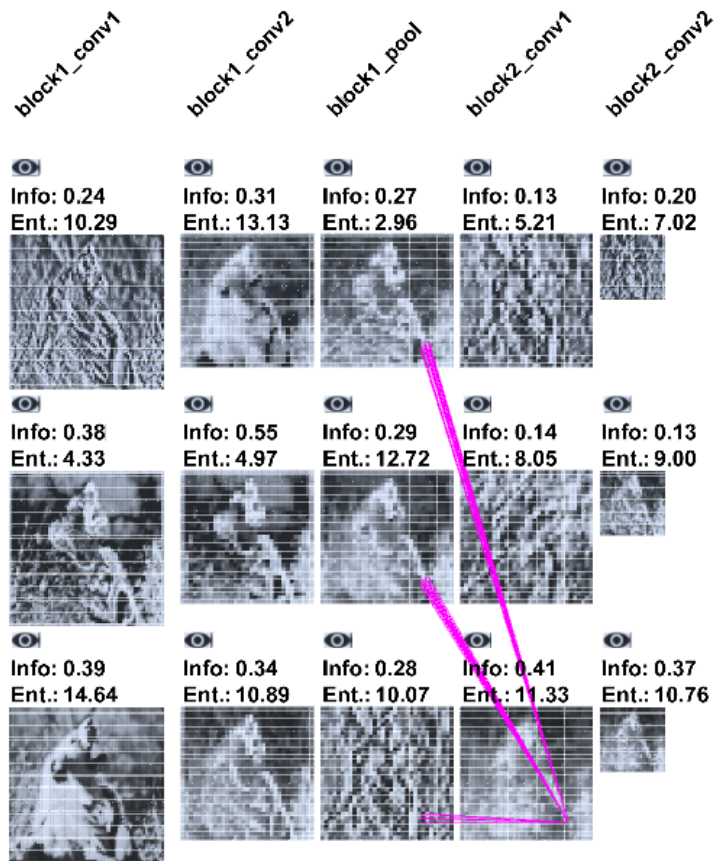 block1_conv1
block1_conv2
block1_pool
block2_conv1
block2_conv2
Info: 0.24
Ent.: 10.29
Info: 0.31
Ent.: 13.13
Info: 0.27
Ent.: 2.96
Info: 0.13
Ent.: 5.21
Info: 0.20
Ent.: 7.02
Info: 0.38
Ent.: 4.33
Info: 0.55
Ent.: 4.97
Info: 0.29
Ent.: 12.72
Info: 0.14
Ent.: 8.05
Info: 0.13
Ent.: 9.00
Info: 0.39
Ent.: 14.64
Info: 0.34
Ent.: 10.89
Info: 0.28
Ent.: 10.07
Info: 0.41
Ent.: 11.33
Info: 0.37
Ent.: 10.76